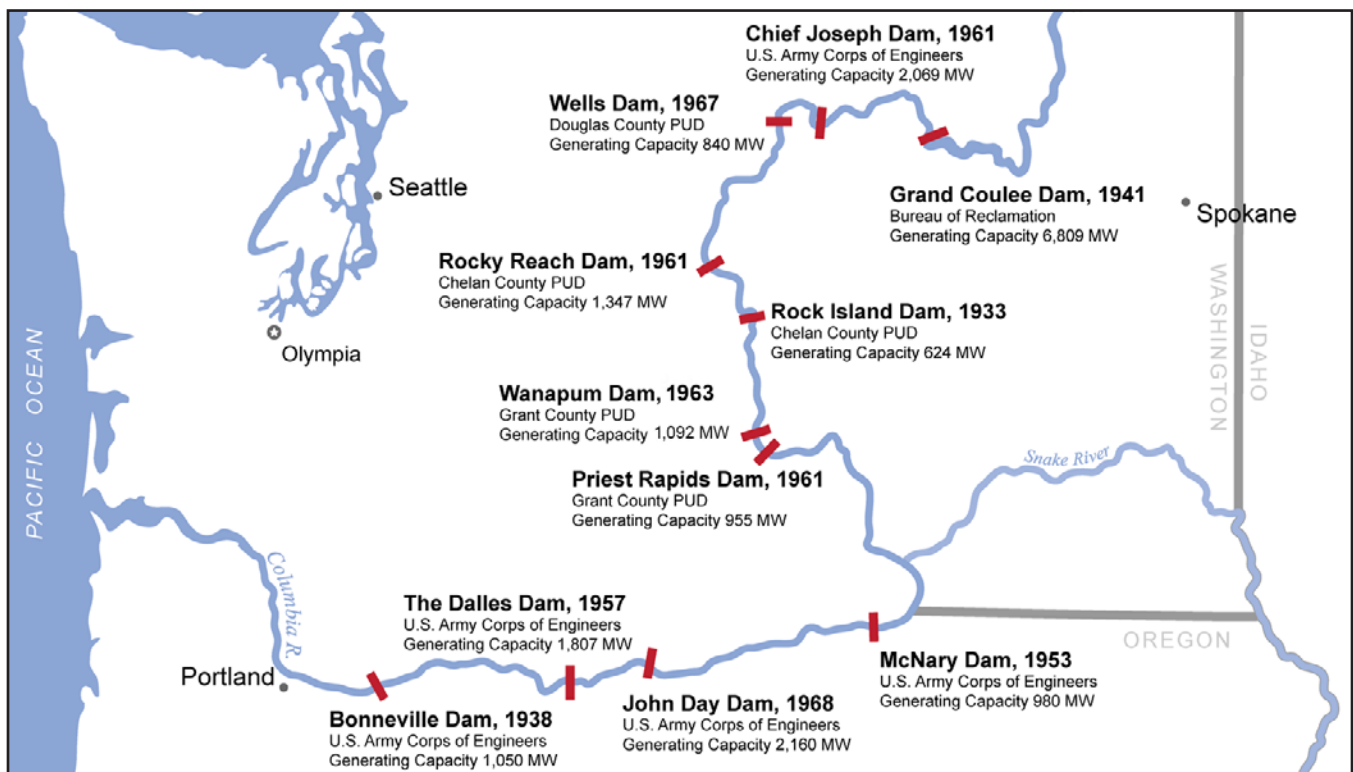 Chief Joseph Dam, 1961
U.S. Army Corps of Engineers
Generating Capacity 2,069 MW
Wells Dam, 1967
Douglas County PUD
Generating Capacity 840 MW
Seattle
Grand Coulee Dam, 1941
Bureau of Reclamation
Generating Capacity 6,809 MW
Spokane
Rocky Reach Dam, 1961
Chelan County PUD
Generating Capacity 1,347 MW
Rock Island Dam, 1933
Chelan County PUD
Generating Capacity 624 MW
WASHINGTON
IDAHO
Olympia
PACIFIC OCEAN
Wanapum Dam, 1963
Grant County PUD
Generating Capacity 1,092 MW
Snake River
Priest Rapids Dam, 1961
Grant County PUD
Generating Capacity 955 MW
Columbia R.
The Dalles Dam, 1957
U.S. Army Corps of Engineers
Generating Capacity 1,807 MW
OREGON
Portland
McNary Dam, 1953
U.S. Army Corps of Engineers
Generating Capacity 980 MW
Bonneville Dam, 1938
U.S. Army Corps of Engineers
Generating Capacity 1,050 MW
John Day Dam, 1968
U.S. Army Corps of Engineers
Generating Capacity 2,160 MW